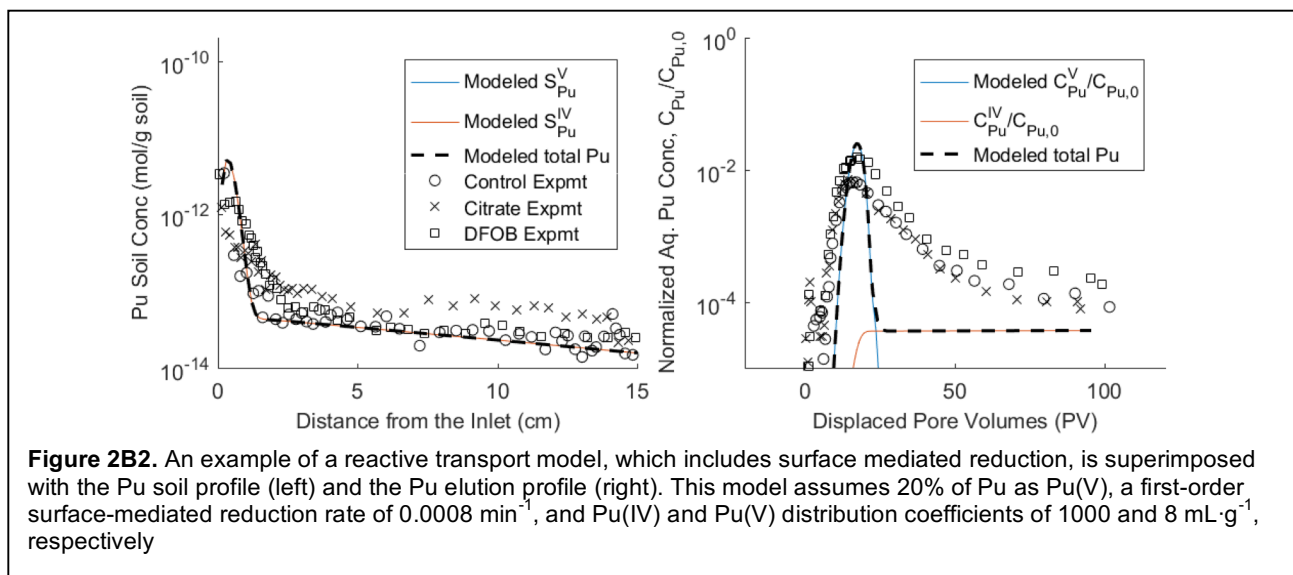 10^-10
10^-12
10^-14
Pu Soil Conc (mol/g soil)
Modeled S_Pu^V
Modeled S_Pu^IV
Modeled total Pu
Control Expmt
Citrate Expmt
DFOB Expmt
0 5 10 15
Distance from the Inlet (cm)
10^0
10^-2
10^-4
Normalized Aq. Pu Conc, C_Pu/C_Pu,0
Modeled C_Pu^V/C_Pu,0
C_Pu^IV/C_Pu,0
Modeled total Pu
0 50 100
Displaced Pore Volumes (PV)
Figure 2B2. An example of a reactive transport model, which includes surface mediated reduction, is superimposed
with the Pu soil profile (left) and the Pu elution profile (right). This model assumes 20% of Pu as Pu(V), a first-order
surface-mediated reduction rate of 0.0008 min^-1, and Pu(IV) and Pu(V) distribution coefficients of 1000 and 8 mL·g^-1,
respectively